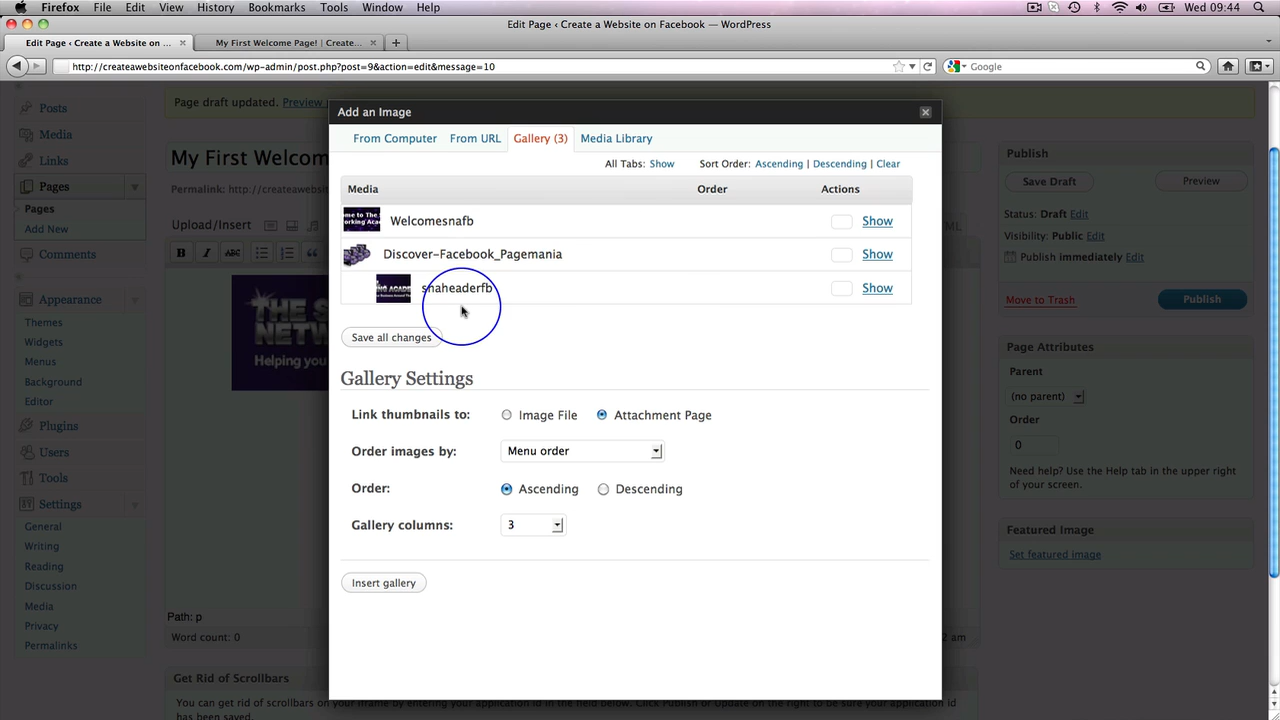 Firefox File Edit View History Bookmarks Tools Window Help Wed 09:44
Edit Page ‹ Create a Website on Facebook — WordPress
Edit Page ‹ Create a Website on ... My First Welcome Page! | Create...
http://createawebsiteonfacebook.com/wp-admin/post.php?post=9&action=edit&message=10 Google
Posts
Media
Links
Pages
Pages
Add New
Comments
Appearance
Themes
Widgets
Menus
Background
Editor
Plugins
Users
Tools
Settings
General
Writing
Reading
Discussion
Media
Privacy
Permalinks
Page draft updated. Preview
My First Welcom
Permalink: http://createawebs
Upload/Insert
B I ABC
THE S
NETW
Helping you
Path: p
Word count: 0
Get Rid of Scrollbars
You can get rid of scrollbars on your iframe by entering your application id in the field below. Click Publish or Update on the right to be sure your application id
has been saved.
Add an Image
From Computer From URL Gallery (3) Media Library
All Tabs: Show Sort Order: Ascending | Descending | Clear
Media Order Actions
Welcomesnafb Show
Discover-Facebook_Pagemania Show
snaheaderfb Show
Save all changes
Gallery Settings
Link thumbnails to: Image File Attachment Page
Order images by: Menu order
Order: Ascending Descending
Gallery columns: 3
Insert gallery
ML
am
Publish
Save Draft Preview
Status: Draft Edit
Visibility: Public Edit
Publish immediately Edit
Move to Trash Publish
Page Attributes
Parent
(no parent)
Order
0
Need help? Use the Help tab in the upper right
of your screen.
Featured Image
Set featured image